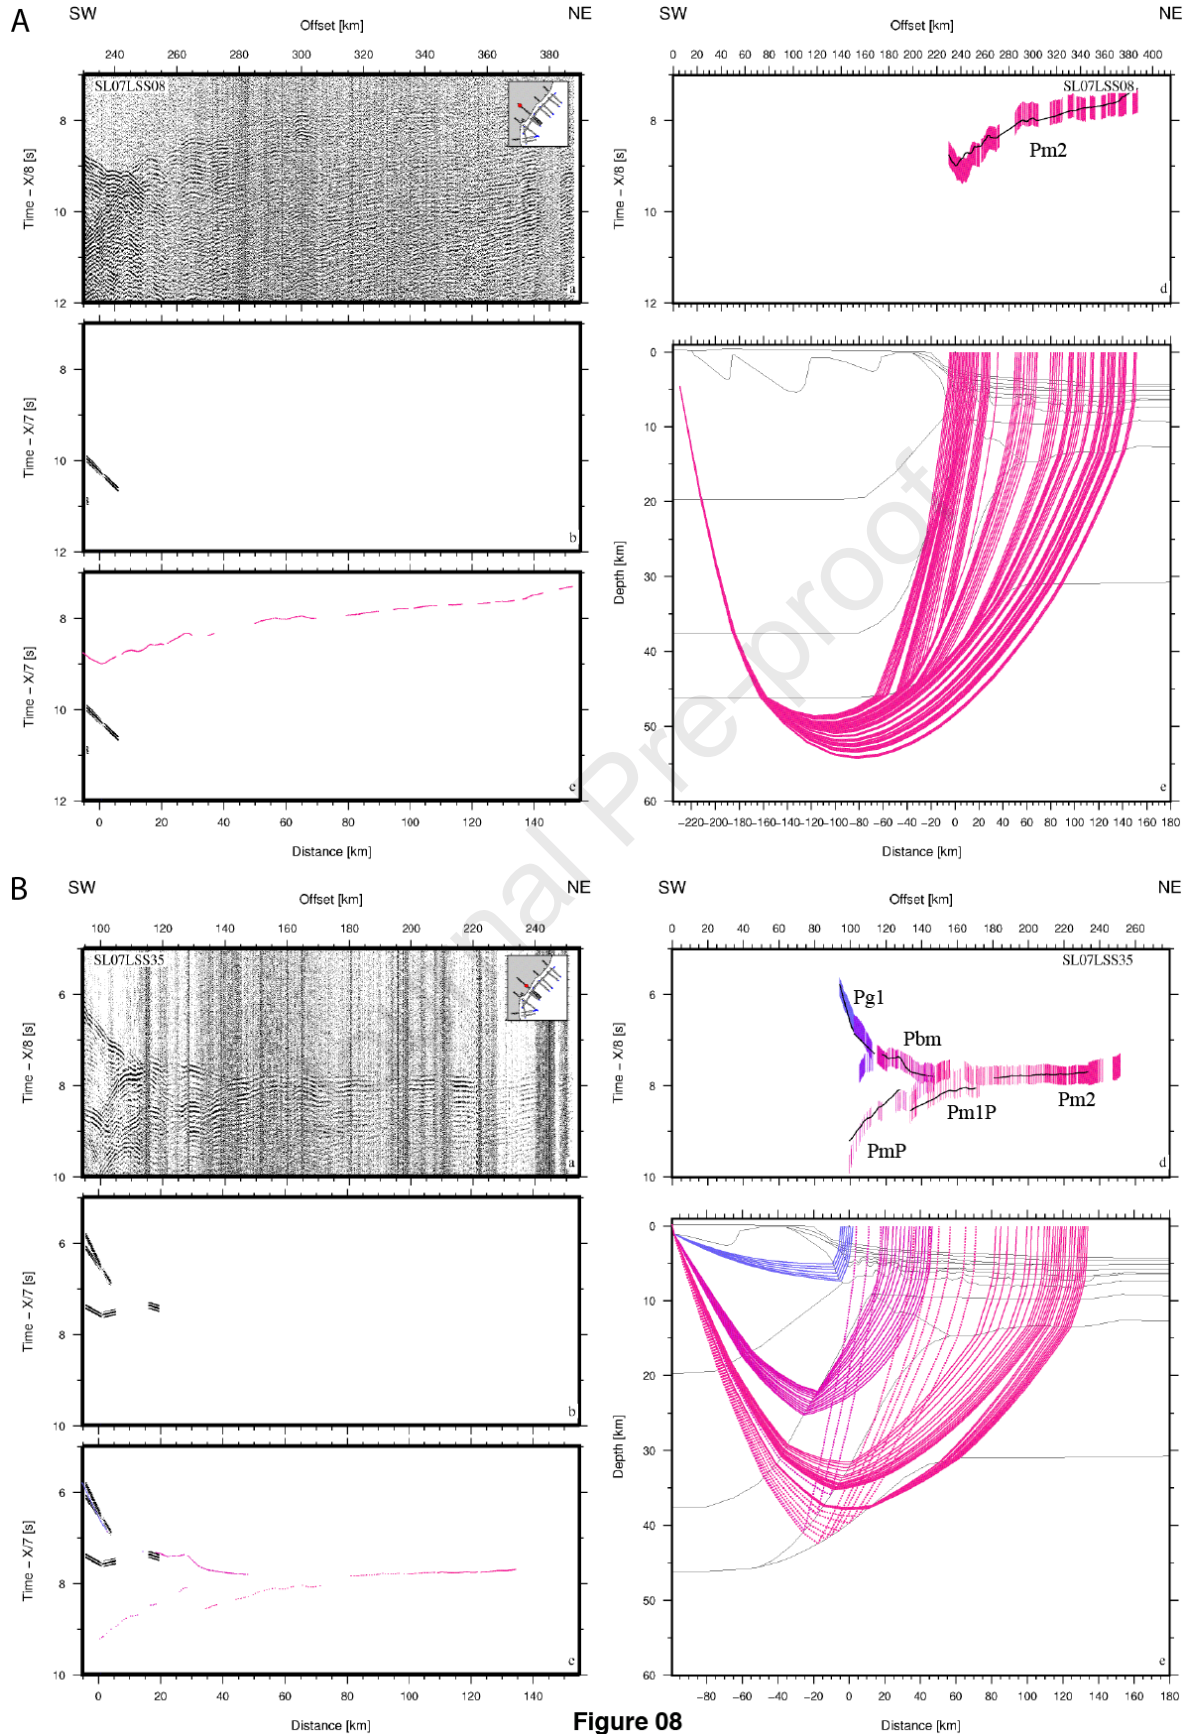 A
SW
NE
Offset [km]
240 260 280 300 320 340 360 380
SL07LSS08
8
10
12
Time – X/8 [s]
a
SW
NE
Offset [km]
0 20 40 60 80 100 120 140 160 180 200 220 240 260 280 300 320 340 360 380 400
SL07LSS08
Pm2
8
10
12
Time – X/8 [s]
d
8
10
12
Time – X/7 [s]
b
8
10
12
Time – X/7 [s]
c
0 20 40 60 80 100 120 140
Distance [km]
0
10
20
30
40
50
60
Depth [km]
e
−220−200−180−160−140−120−100−80 −60 −40 −20 0 20 40 60 80 100 120 140 160 180
Distance [km]
nal Pre-proof
B
SW
NE
Offset [km]
100 120 140 160 180 200 220 240
SL07LSS35
6
8
10
Time – X/8 [s]
a
SW
NE
Offset [km]
0 20 40 60 80 100 120 140 160 180 200 220 240 260
SL07LSS35
Pg1
Pbm
Pm1P
Pm2
PmP
6
8
10
Time – X/8 [s]
d
6
8
10
Time – X/7 [s]
b
6
8
10
Time – X/7 [s]
c
0 20 40 60 80 100 120 140
Distance [km]
0
10
20
30
40
50
60
Depth [km]
e
−80 −60 −40 −20 0 20 40 60 80 100 120 140 160 180
Distance [km]
Figure 08